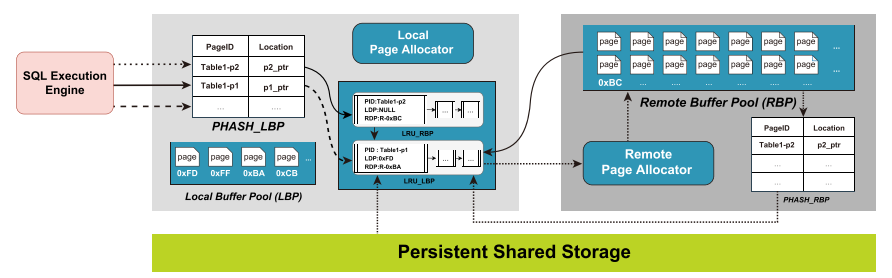 SQL Execution
Engine
PageID Location
Table1-p2 p2_ptr
Table1-p1 p1_ptr
... ....
PHASH_LBP
page page page page ...
0xFD 0xFF 0xBA 0xCB
Local Buffer Pool (LBP)
Local
Page Allocator
PID:Table1-p2
LDP:NULL
RDP:R-0xBC
... ...
LRU_RBP
PID : Table1-p1
LDP:0xFD
RDP:R-0xBA
... ...
LRU_LBP
page page page page page page ...
page page page page page page ...
0xBC .... .... .... .... .... ...
Remote Buffer Pool (RBP)
Remote
Page Allocator
PageID Location
Table1-p2 p2_ptr
... ...
... ...
PHASH_RBP
Persistent Shared Storage